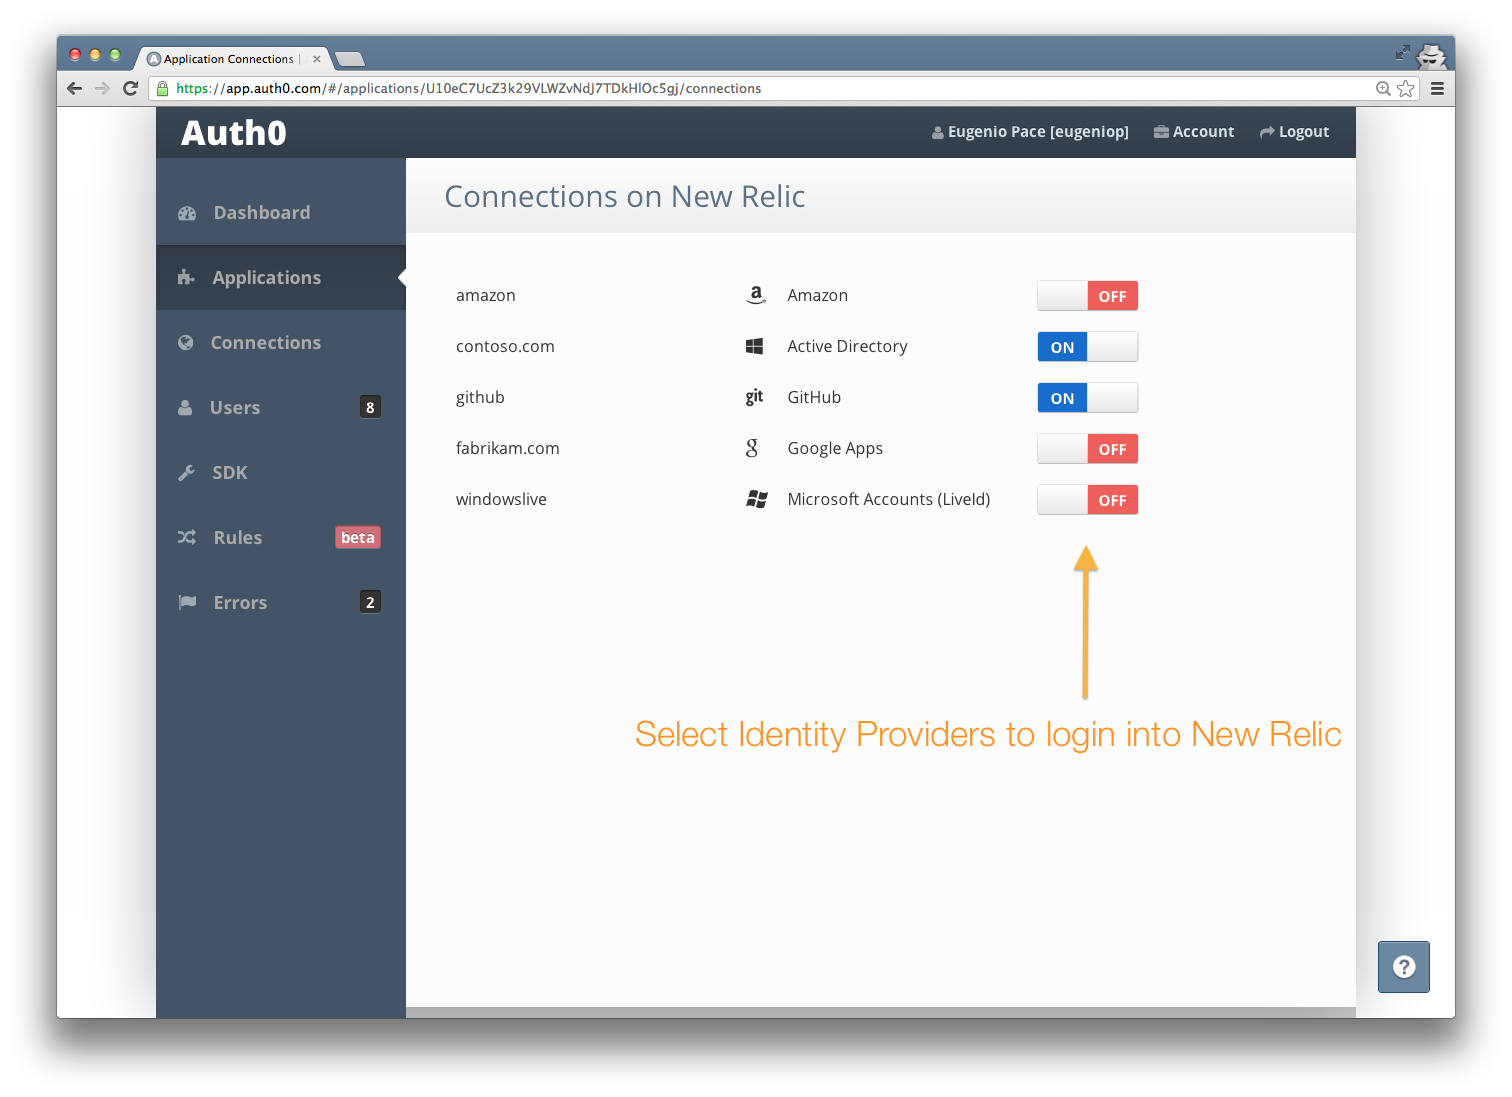 Application Connections |
https://app.auth0.com/#/applications/U10eC7UcZ3k29VLWZvNdJ7TDkHlOc5gj/connections
Auth0
Eugenio Pace [eugeniop] Account Logout
Connections on New Relic
Dashboard
Applications
Connections
Users 8
SDK
Rules beta
Errors 2
amazon a Amazon OFF
contoso.com Active Directory ON
github git GitHub ON
fabrikam.com g Google Apps OFF
windowslive Microsoft Accounts (LiveId) OFF
Select Identity Providers to login into New Relic
?